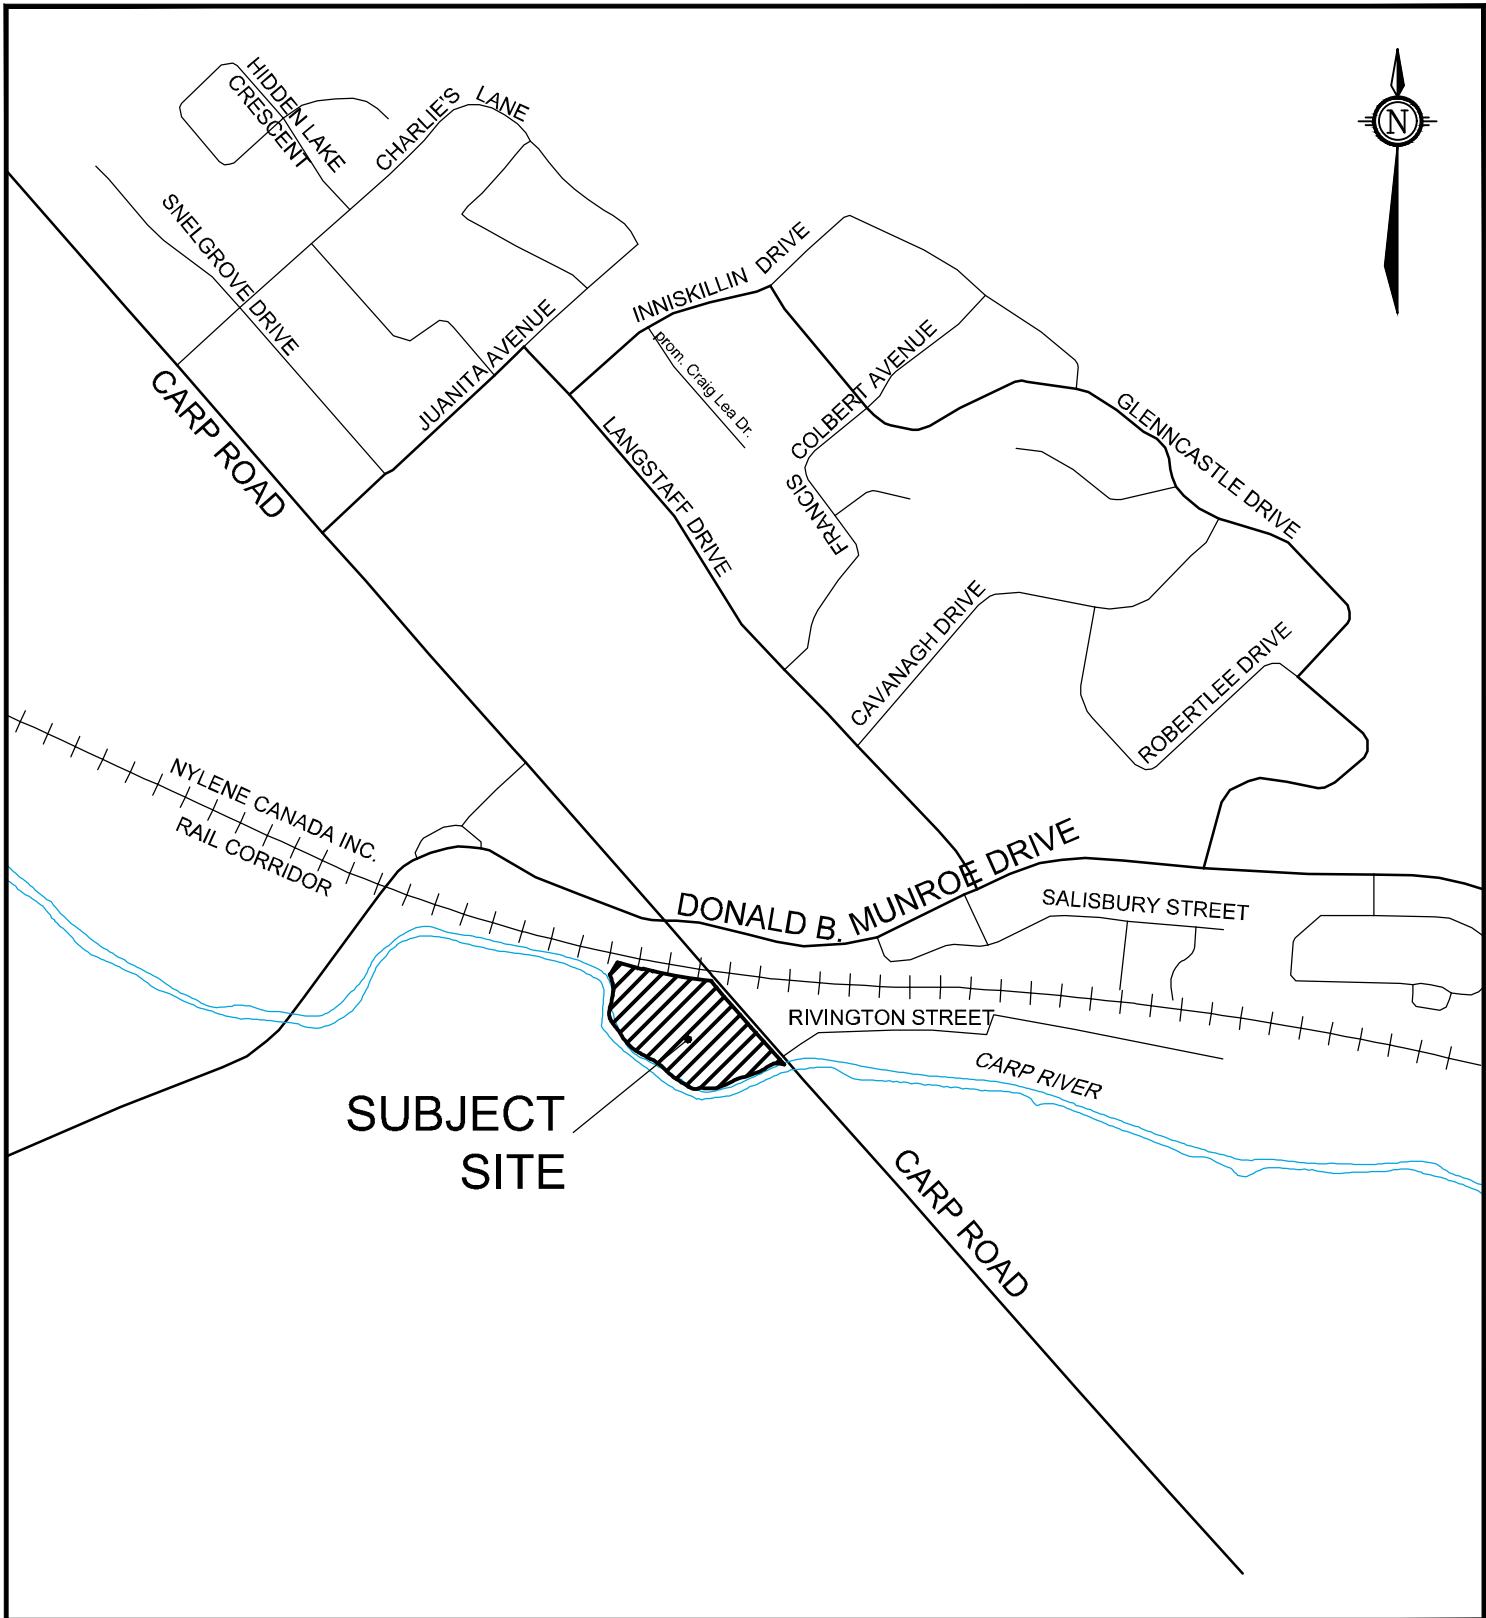 HIDDEN LAKE
CRESCENT
CHARLIE'S LANE
N
SNELGROVE DRIVE
INNISKILLIN DRIVE
JUANITA AVENUE
prom. Craig Lea Dr.
COLBERT AVENUE
CARP ROAD
LANGSTAFF DRIVE
GLENNCASTLE DRIVE
FRANCIS
CAVANAGH DRIVE
ROBERTLEE DRIVE
NYLENE CANADA INC.
RAIL CORRIDOR
DONALD B. MUNROE DRIVE
SALISBURY STREET
RIVINGTON STREET
CARP RIVER
SUBJECT
SITE
CARP ROAD